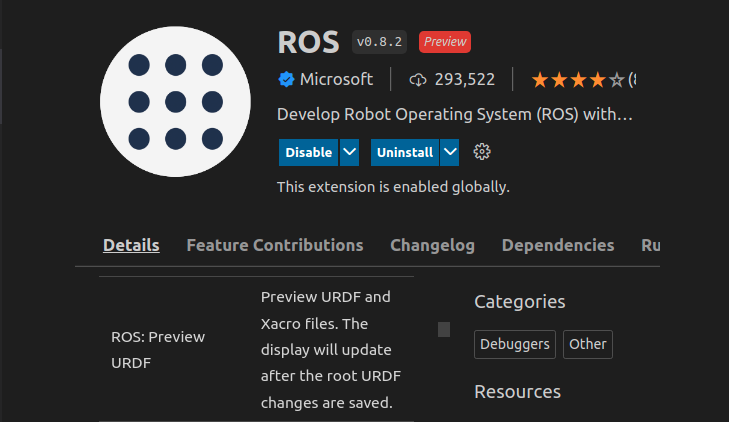 ROS v0.8.2 Preview
Microsoft 293,522 (
Develop Robot Operating System (ROS) with…
Disable Uninstall
This extension is enabled globally.
Details Feature Contributions Changelog Dependencies Ru
ROS: Preview
URDF
Preview URDF and
Xacro files. The
display will update
after the root URDF
changes are saved.
Categories
Debuggers Other
Resources